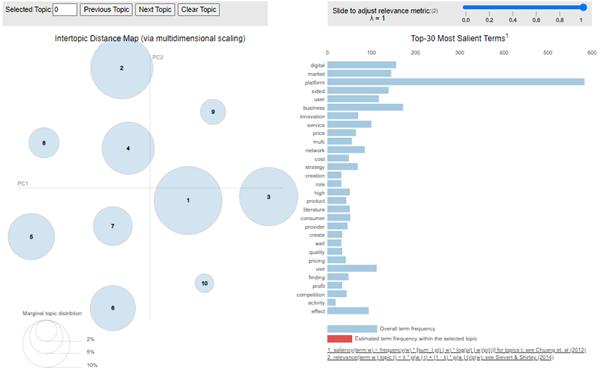 Selected Topic: 0 Previous Topic Next Topic Clear Topic
Slide to adjust relevance metric:(2)
λ = 1
0.0 0.2 0.4 0.6 0.8 1
Intertopic Distance Map (via multidimensional scaling)
PC2
PC1
2
9
8
4
1
3
5
7
10
6
Marginal topic distribtion
2%
5%
10%
Top-30 Most Salient Terms1
0 100 200 300 400 500 600
digital
market
platform
sided
user
business
innovation
service
price
multi
network
cost
strategy
creation
role
high
product
literature
consumer
provider
create
well
quality
pricing
use
finding
profit
competition
activity
effect
Overall term frequency
Estimated term frequency within the selected topic
1. saliency(term w) = frequency(w) * [sum_t p(t | w) * log(p(t | w)/p(t))] for topics t; see Chuang et. al (2012)
2. relevance(term w | topic t) = λ * p(w | t) + (1 - λ) * p(w | t)/p(w); see Sievert & Shirley (2014)